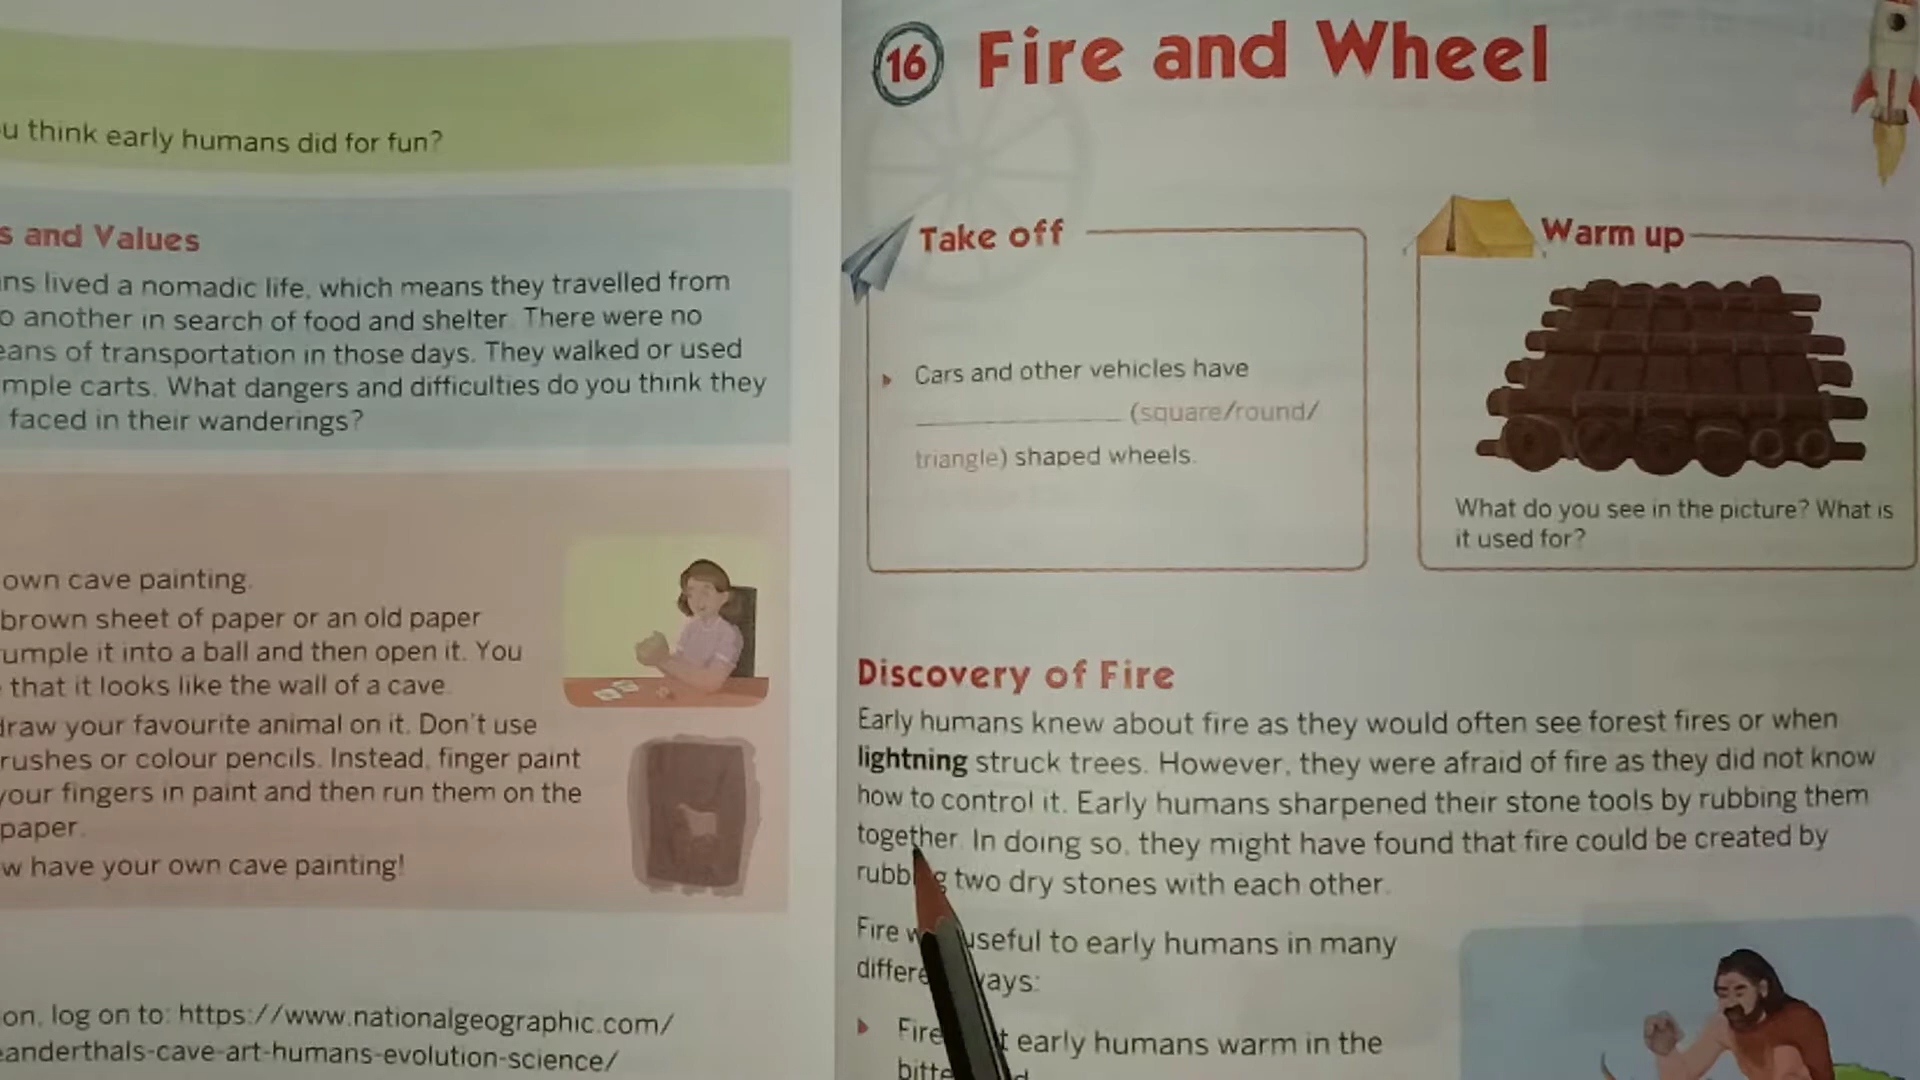 u think early humans did for fun?
s and Values
ns lived a nomadic life, which means they travelled from
o another in search of food and shelter. There were no
eans of transportation in those days. They walked or used
mple carts. What dangers and difficulties do you think they
faced in their wanderings?
own cave painting.
brown sheet of paper or an old paper
umple it into a ball and then open it. You
that it looks like the wall of a cave.
draw your favourite animal on it. Don't use
rushes or colour pencils. Instead, finger paint
your fingers in paint and then run them on the
paper.
w have your own cave painting!
on, log on to: https://www.nationalgeographic.com/
eanderthals-cave-art-humans-evolution-science/
16 Fire and Wheel
Take off
Cars and other vehicles have
____________ (square/round/
triangle) shaped wheels.
Warm up
What do you see in the picture? What is
it used for?
Discovery of Fire
Early humans knew about fire as they would often see forest fires or when
lightning struck trees. However, they were afraid of fire as they did not know
how to control it. Early humans sharpened their stone tools by rubbing them
together. In doing so, they might have found that fire could be created by
rubb g two dry stones with each other.
Fire w useful to early humans in many
differe ways:
Fire t early humans warm in the
bitte d